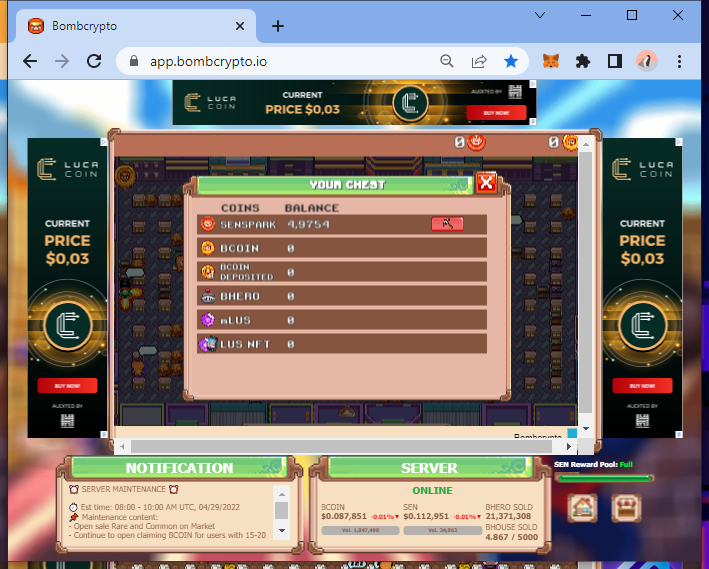 Bombcrypto
app.bombcrypto.io
LUCA
COIN
CURRENT
PRICE $0,03
AUDITED BY
BUY NOW!
LUCA
COIN
CURRENT
PRICE
$0,03
BUY NOW!
AUDITED BY
0
0
YOUR CHEST
COINS BALANCE
SENSPARK 4,9754
BCOIN 0
BCOIN
DEPOSITED 0
BHERO 0
mLUS 0
LUS NFT 0
Bombcrypto
LUCA
COIN
CURRENT
PRICE
$0,03
BUY NOW!
AUDITED BY
NOTIFICATION
SERVER MAINTENANCE
Est time: 08:00 - 10:00 AM UTC, 04/29/2022
Maintenance content:
- Open sale Rare and Common on Market
- Continue to open claiming BCOIN for users with 15-20
SERVER
ONLINE
BCOIN SEN BHERO SOLD
$0.087,851 -0.01%▼ $0.112,951 -0.01%▼ 21,371,308
Vol. 1,847,490 Vol. 34,863 BHOUSE SOLD
4.867 / 5000
SEN Reward Pool: Full